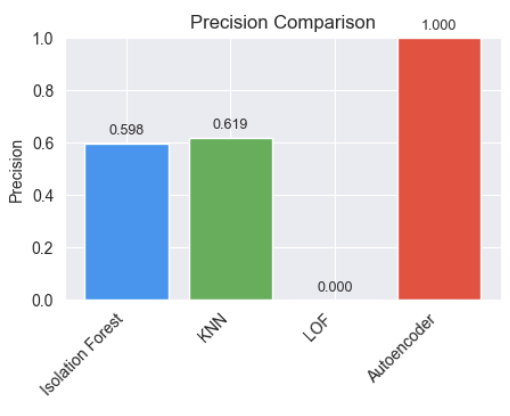 Precision Comparison
1.000
1.0
0.8
0.619
0.598
0.6
Precision
0.4
0.2
0.000
0.0
Isolation Forest
KNN
LOF
Autoencoder